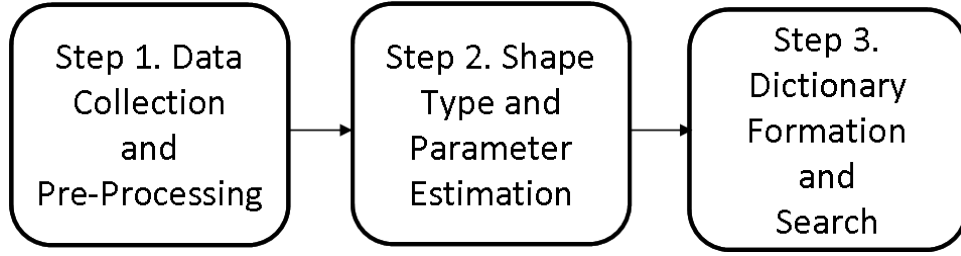 Step 1. Data
Collection
and
Pre-Processing
Step 2. Shape
Type and
Parameter
Estimation
Step 3.
Dictionary
Formation
and
Search